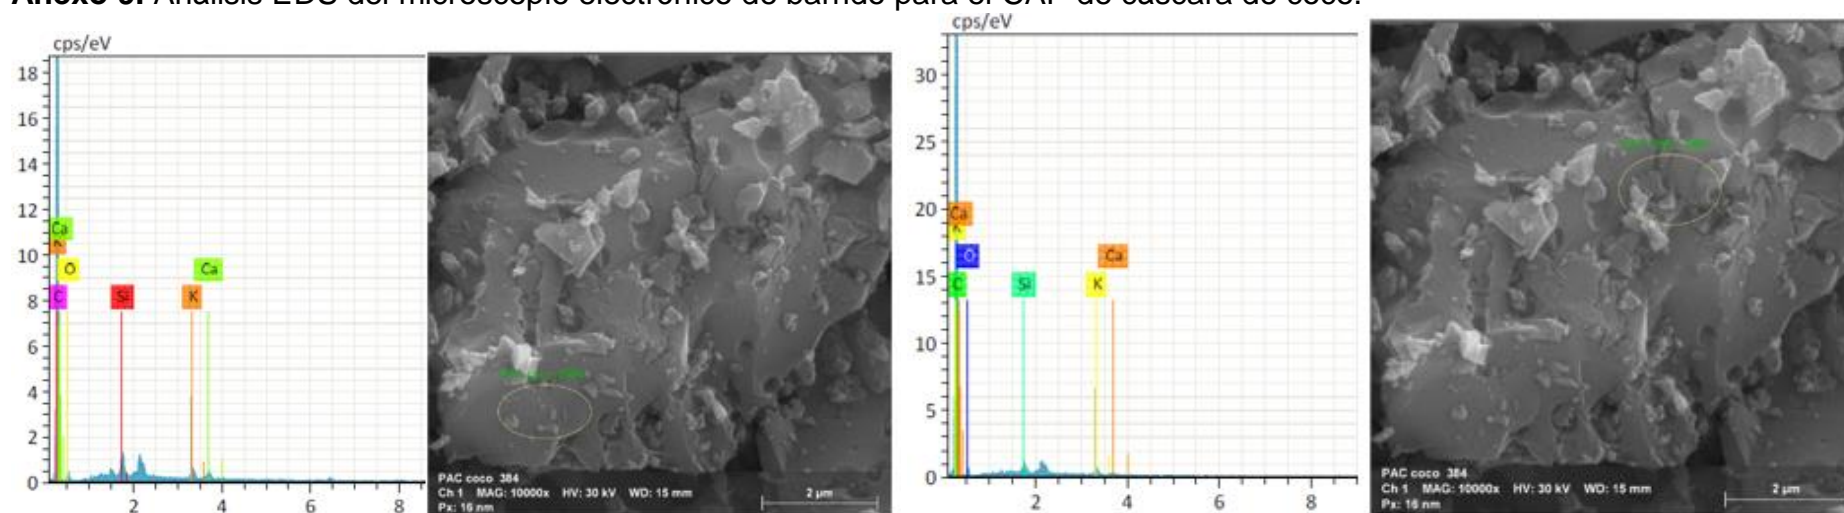 Anexo 9. Análisis EDS del microscopio electrónico de barrido para el CAP de cáscara de coco.
cps/eV
18
16
14
12
10
8
6
4
2
0
2
4
6
8
Ca
K
O
C
Si
K
Ca
PAC coco 384
Ch 1 MAG: 10000x HV: 30 kV WD: 15 mm
Px: 16 nm
2 µm
cps/eV
30
25
20
15
10
5
0
2
4
6
8
Ca
K
O
C
Si
K
Ca
PAC coco 384
Ch 1 MAG: 10000x HV: 30 kV WD: 15 mm
Px: 16 nm
2 µm